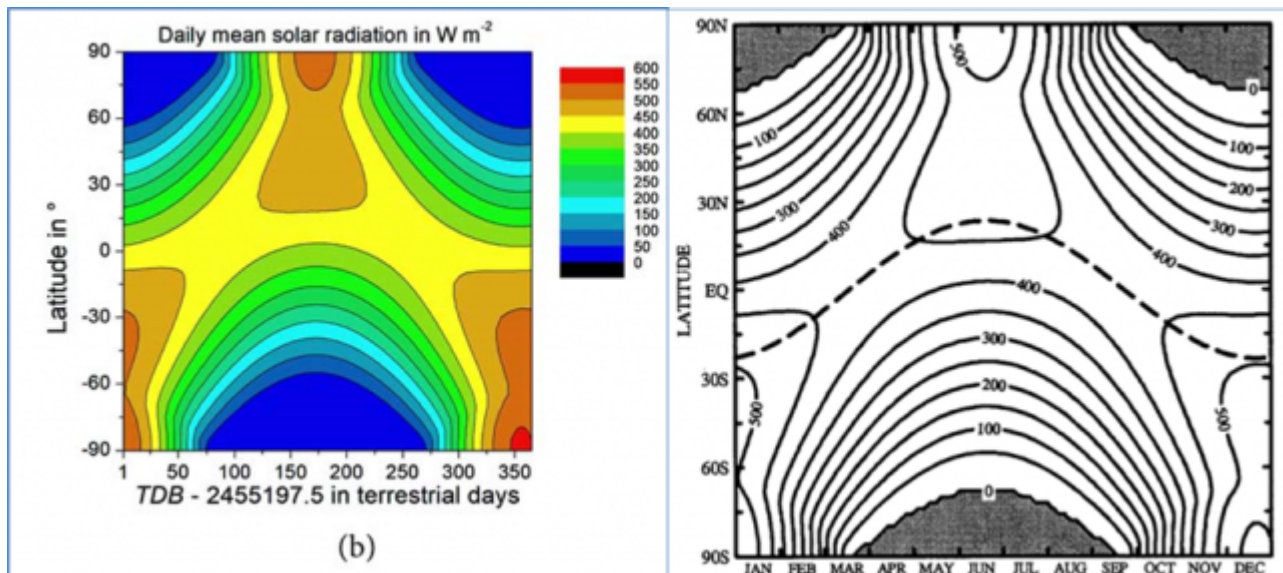 Daily mean solar radiation in W m-2
90
60
30
0
-30
-60
-90
Latitude in °
1 50 100 150 200 250 300 350
TDB - 2455197.5 in terrestrial days
600
550
500
450
400
350
300
250
200
150
100
50
0
(b)
90N
60N
30N
EQ
30S
60S
90S
LATITUDE
500
0
100
100
200
300
300
400
400
400
300
200
100
0
500
500
JAN FEB MAR APR MAY JUN JUL AUG SEP OCT NOV DEC